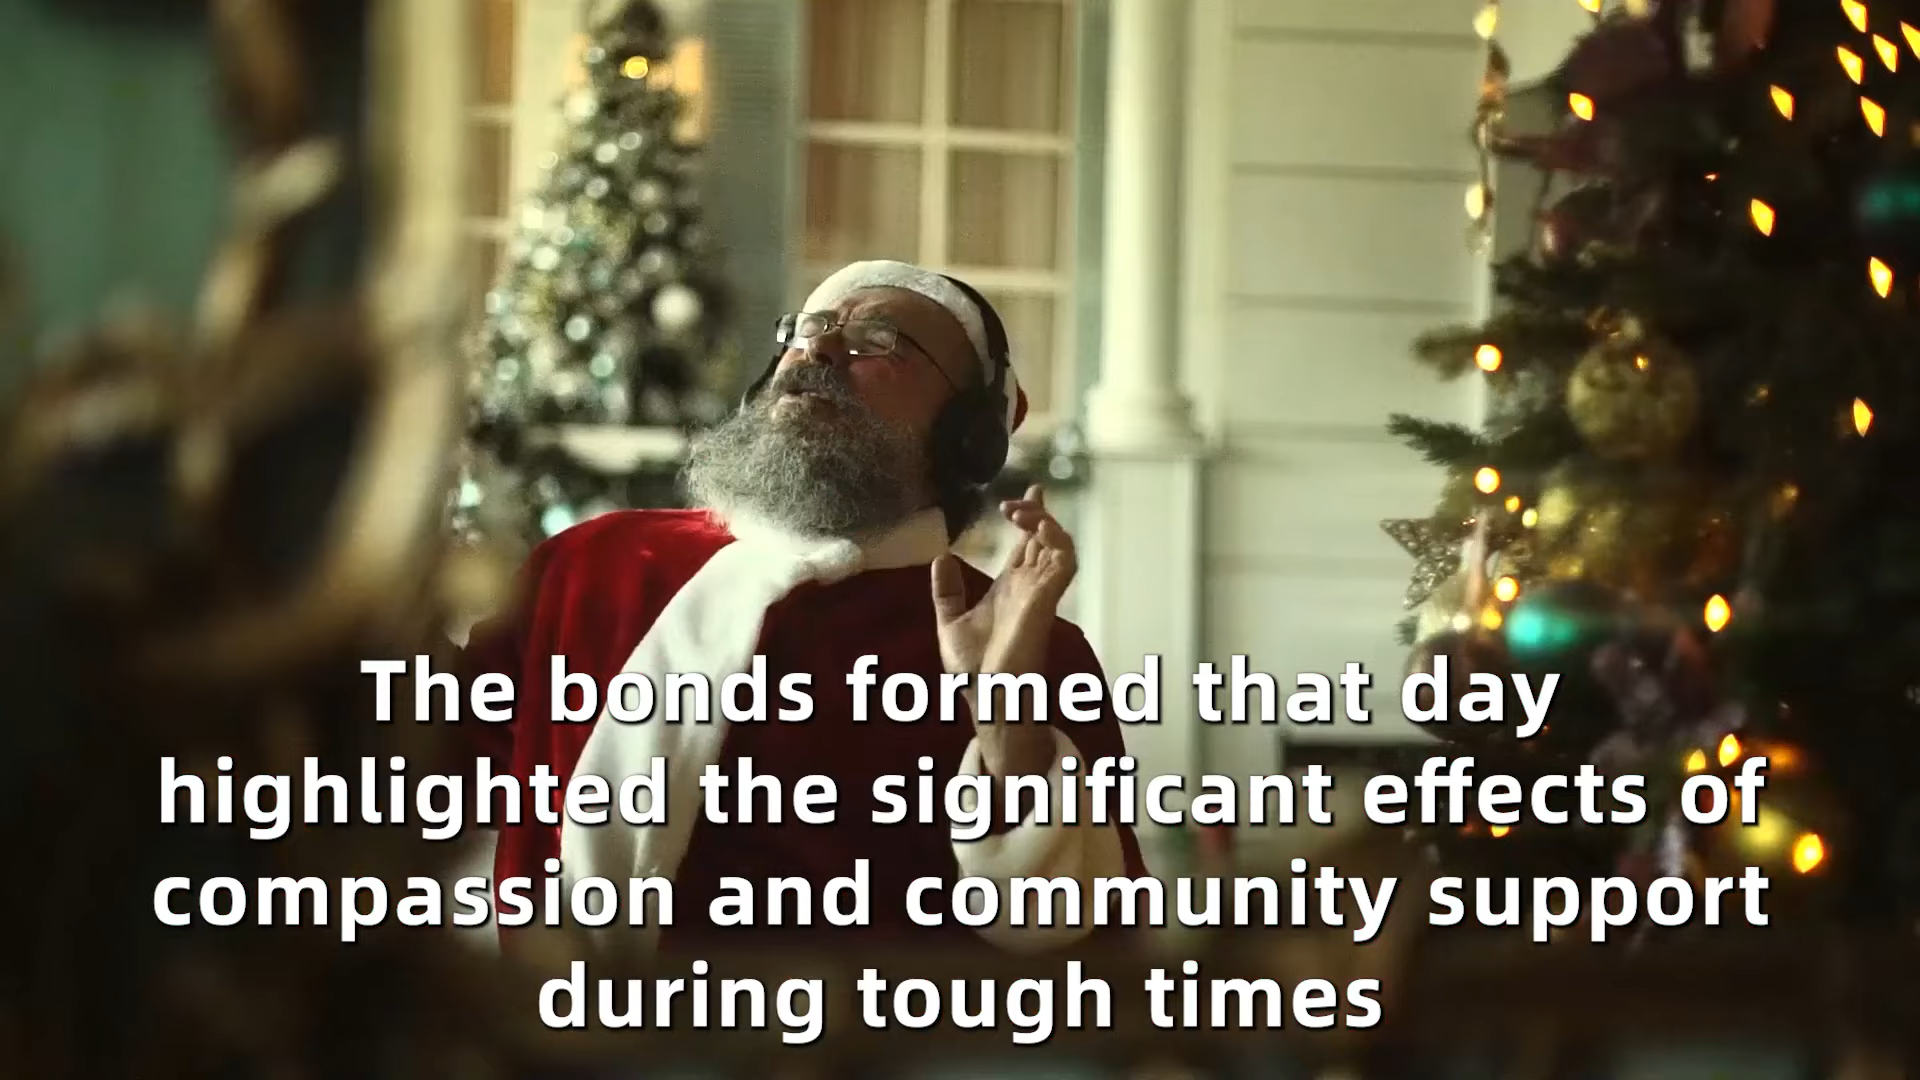 The bonds formed that day
highlighted the significant effects of
compassion and community support
during tough times